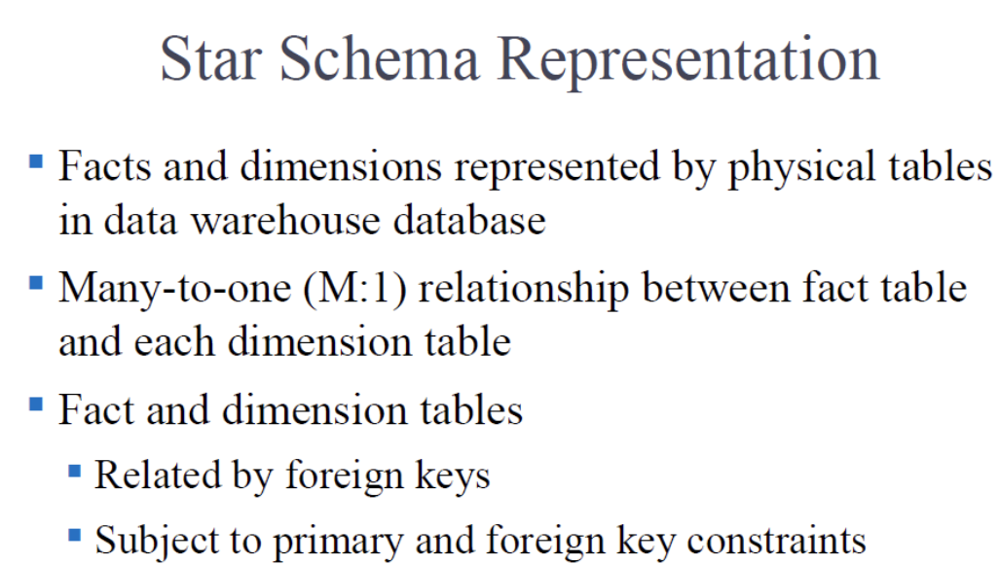 Star Schema Representation
▪ Facts and dimensions represented by physical tables
in data warehouse database
▪ Many-to-one (M:1) relationship between fact table
and each dimension table
▪ Fact and dimension tables
▪ Related by foreign keys
▪ Subject to primary and foreign key constraints